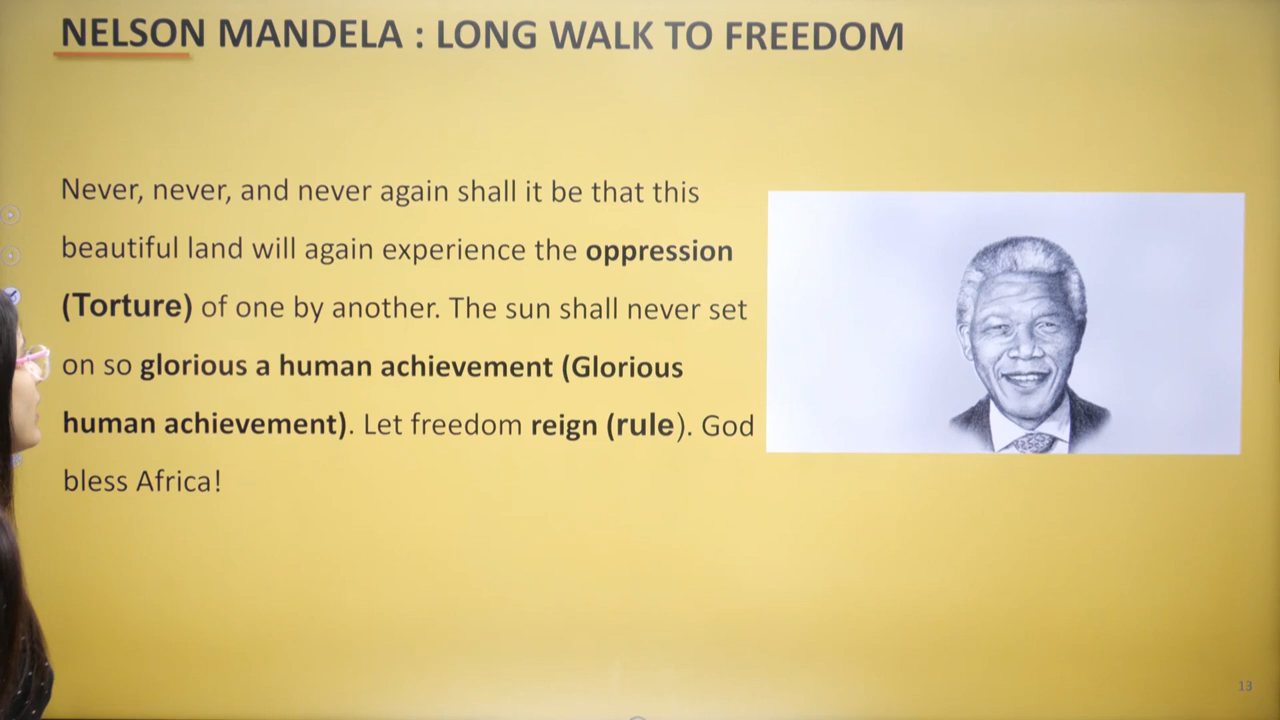 NELSON MANDELA : LONG WALK TO FREEDOM
Never, never, and never again shall it be that this
beautiful land will again experience the oppression
(Torture) of one by another. The sun shall never set
on so glorious a human achievement (Glorious
human achievement). Let freedom reign (rule). God
bless Africa!
13